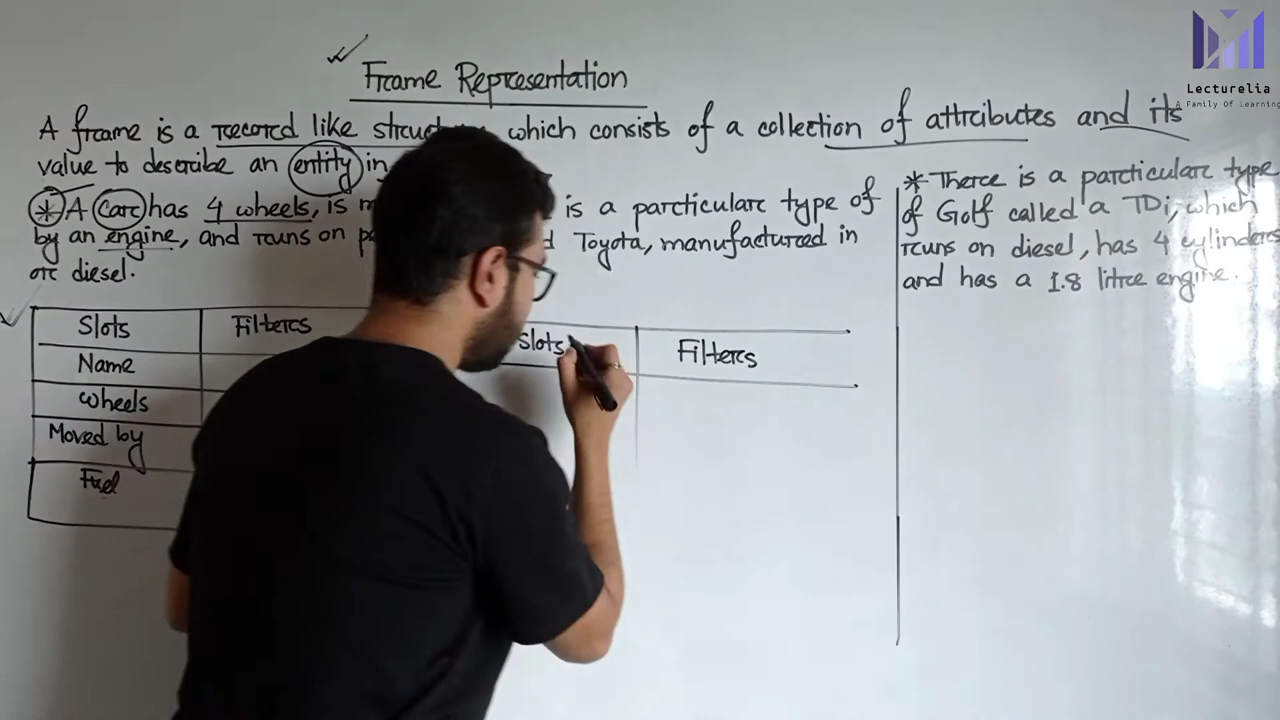 Frame Representation
A frame is a record like which consists of a collection of attributes and its
value to describe an entity in
* A Car has 4 wheels, is is a particular type of
by an engine, and runs on Toyota, manufactured in
or diesel.
* There is a particular type
of Golf called a TDi, which
runs on diesel, has 4 cylinders
and has a 1.8 litre engine.
Slots Filters
Name
Wheels
Moved by
Fuel
Slots Filters
Lecturelia
A Family Of Learning